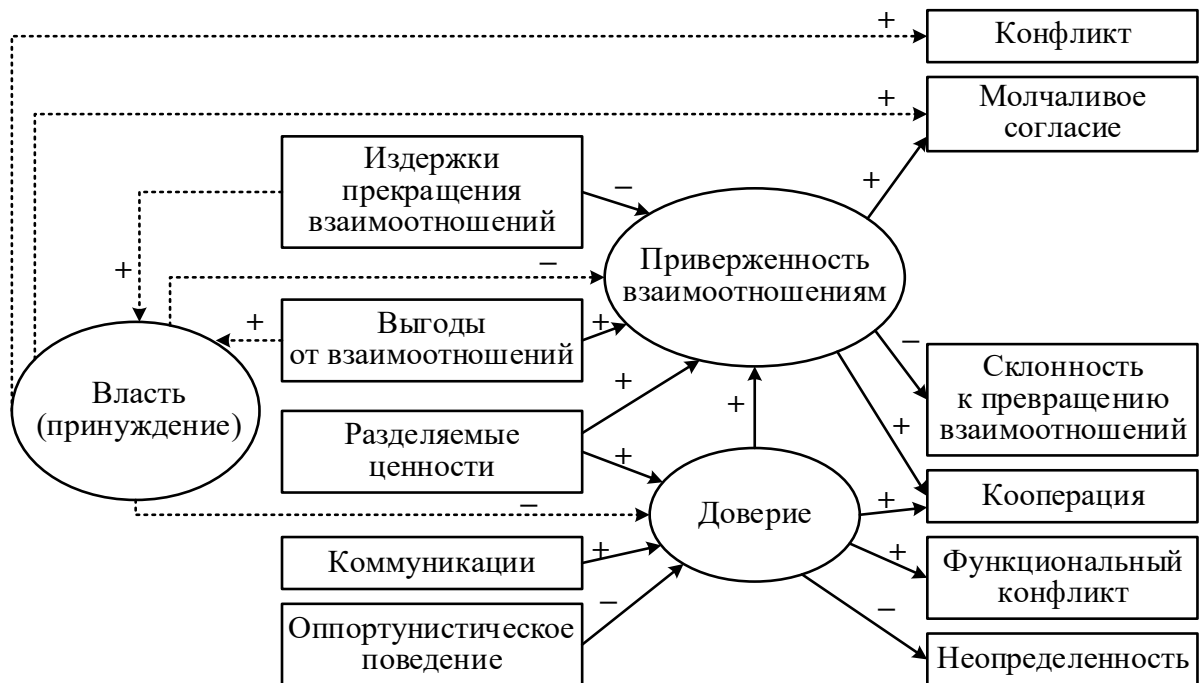 +
Конфликт
+
Молчаливое
согласие
Издержки
прекращения
взаимоотношений
–
+
+
–
Приверженность
взаимоотношениям
+
Выгоды
от взаимоотношений
+
–
Склонность
к превращению
взаимоотношений
Власть
(принуждение)
Разделяемые
ценности
+
+
+
+
–
Доверие
+
Кооперация
Коммуникации
+
+
Функциональный
конфликт
Оппортунистическое
поведение
–
–
Неопределенность